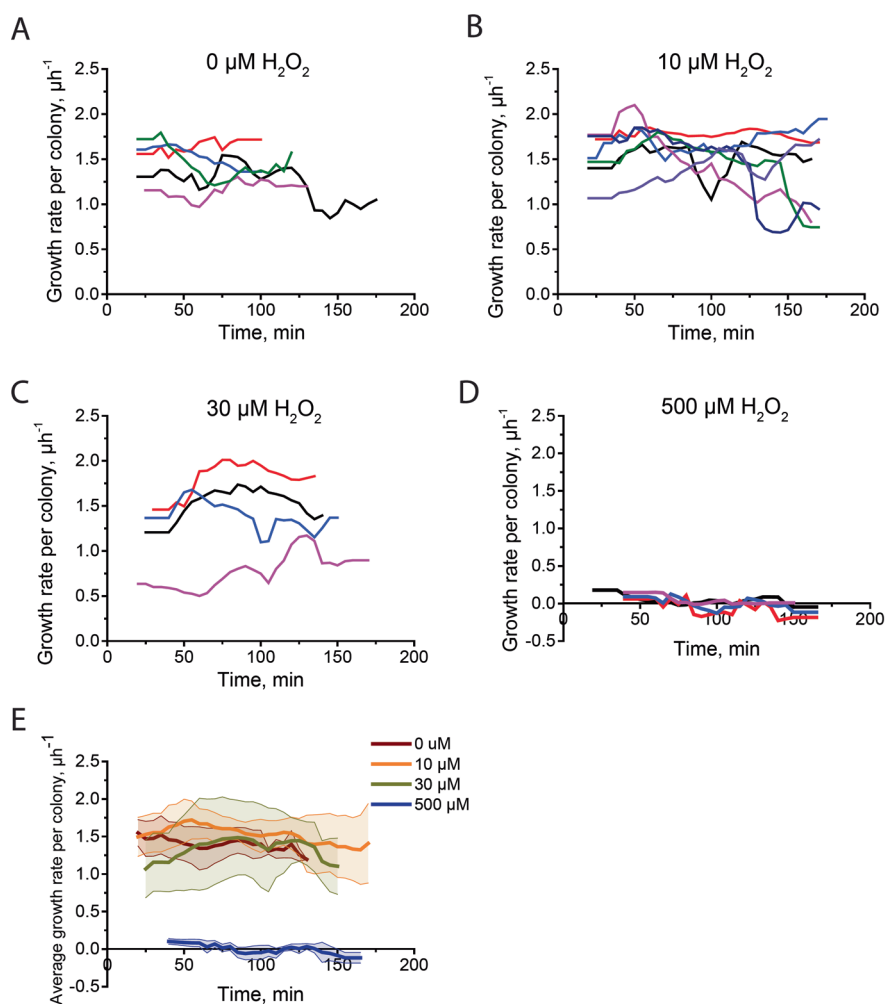 A
0 µM H₂O₂
Growth rate per colony, µh⁻¹
2.5
2.0
1.5
1.0
0.5
0.0
0 50 100 150 200
Time, min
B
10 µM H₂O₂
Growth rate per colony, µh⁻¹
2.5
2.0
1.5
1.0
0.5
0.0
0 50 100 150 200
Time, min
C
30 µM H₂O₂
Growth rate per colony, µh⁻¹
2.5
2.0
1.5
1.0
0.5
0.0
0 50 100 150 200
Time, min
D
500 µM H₂O₂
Growth rate per colony, µh⁻¹
2.5
2.0
1.5
1.0
0.5
0.0
-0.5
0 50 100 150 200
Time, min
E
Average growth rate per colony, µh⁻¹
2.5
2.0
1.5
1.0
0.5
0.0
-0.5
0 50 100 150 200
Time, min
0 uM
10 µM
30 µM
500 µM